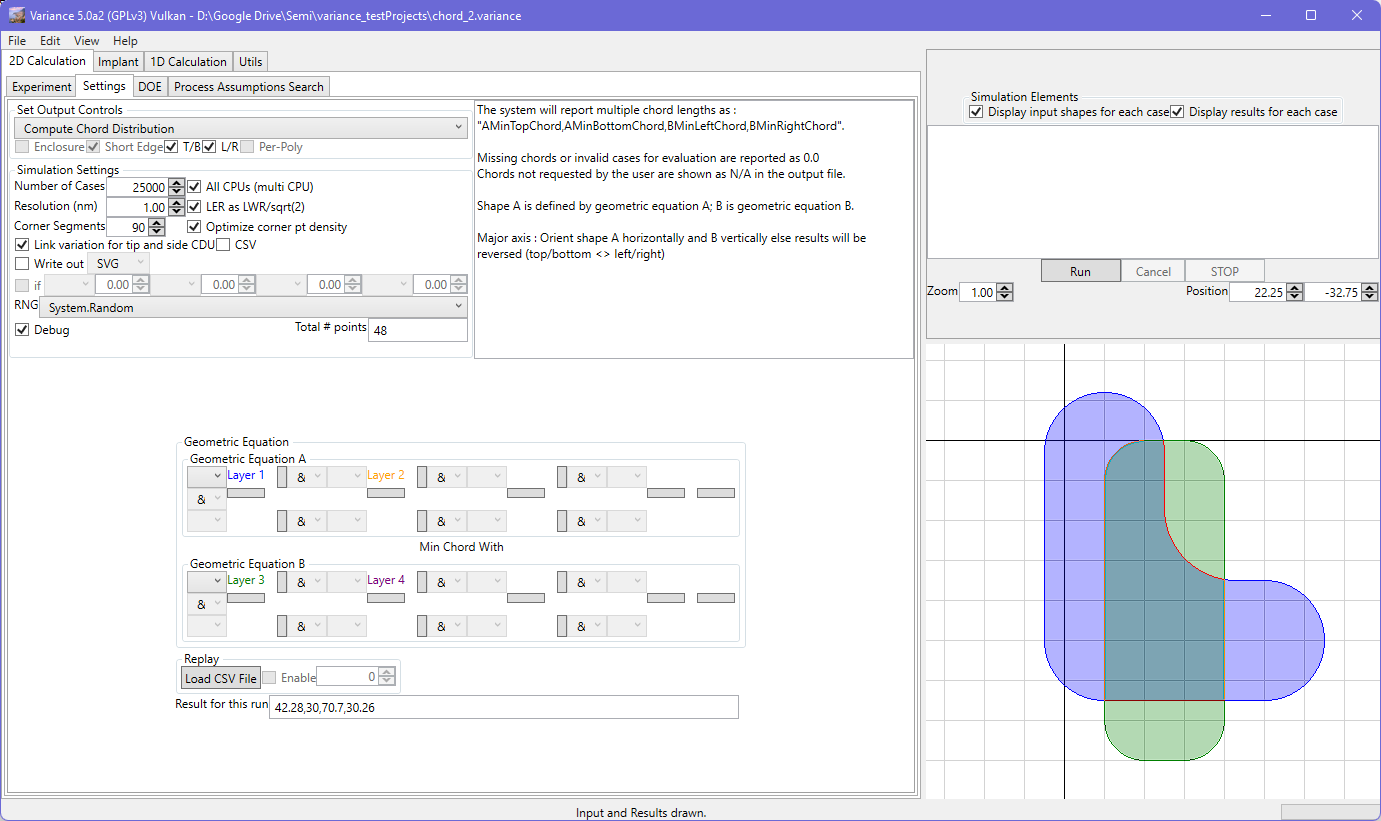 Variance 5.0a2 (GPLv3) Vulkan - D:\Google Drive\Semi\variance_testProjects\chord_2.variance
File Edit View Help
2D Calculation Implant 1D Calculation Utils
Experiment Settings DOE Process Assumptions Search
Set Output Controls
Compute Chord Distribution
Enclosure Short Edge T/B L/R Per-Poly
Simulation Settings
Number of Cases 25000 All CPUs (multi CPU)
Resolution (nm) 1.00 LER as LWR/sqrt(2)
Corner Segments 90 Optimize corner pt density
Link variation for tip and side CDU CSV
Write out SVG
if 0.00 0.00 0.00 0.00
RNG System.Random
Debug Total # points 48
The system will report multiple chord lengths as :
"AMinTopChord,AMinBottomChord,BMinLeftChord,BMinRightChord".
Missing chords or invalid cases for evaluation are reported as 0.0
Chords not requested by the user are shown as N/A in the output file.
Shape A is defined by geometric equation A; B is geometric equation B.
Major axis : Orient shape A horizontally and B vertically else results will be
reversed (top/bottom <> left/right)
Simulation Elements
Display input shapes for each case Display results for each case
Run Cancel STOP
Zoom 1.00 Position 22.25 -32.75
Geometric Equation
Geometric Equation A
Layer 1 & Layer 2 & &
&
& & &
Min Chord With
Geometric Equation B
Layer 3 & Layer 4 & &
&
& & &
Replay
Load CSV File Enable 0
Result for this run 42.28,30,70.7,30.26
Input and Results drawn.